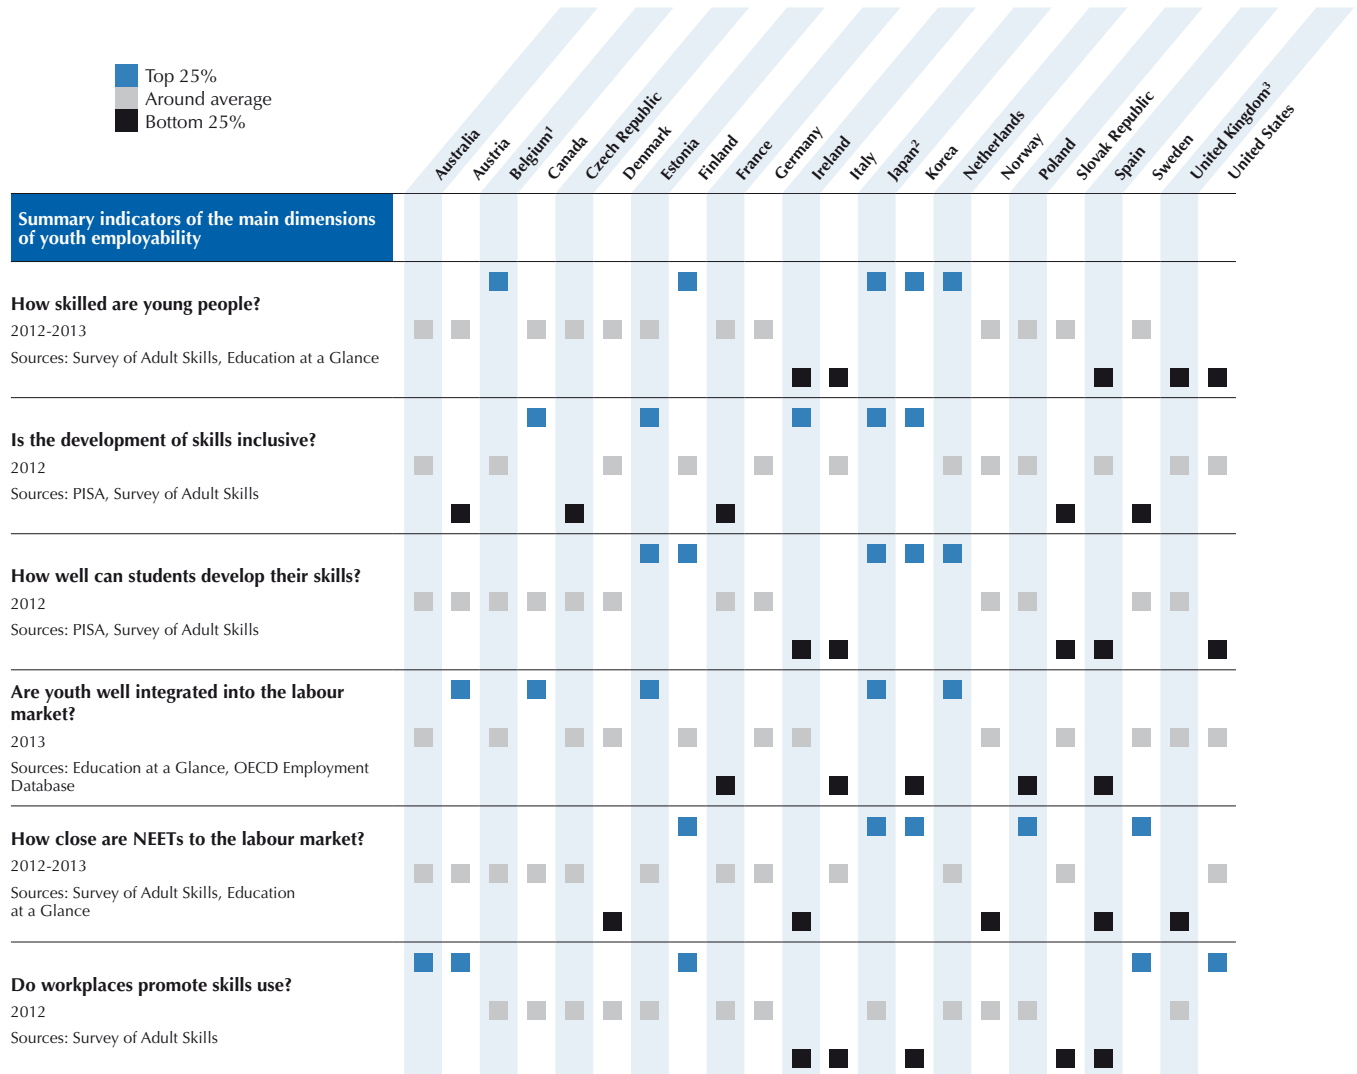 Top 25%
Around average
Bottom 25%
Australia
Austria
Belgium¹
Canada
Czech Republic
Denmark
Estonia
Finland
France
Germany
Ireland
Italy
Japan²
Korea
Netherlands
Norway
Poland
Slovak Republic
Spain
Sweden
United Kingdom³
United States
Summary indicators of the main dimensions
of youth employability
How skilled are young people?
2012-2013
Sources: Survey of Adult Skills, Education at a Glance
Is the development of skills inclusive?
2012
Sources: PISA, Survey of Adult Skills
How well can students develop their skills?
2012
Sources: PISA, Survey of Adult Skills
Are youth well integrated into the labour
market?
2013
Sources: Education at a Glance, OECD Employment
Database
How close are NEETs to the labour market?
2012-2013
Sources: Survey of Adult Skills, Education
at a Glance
Do workplaces promote skills use?
2012
Sources: Survey of Adult Skills